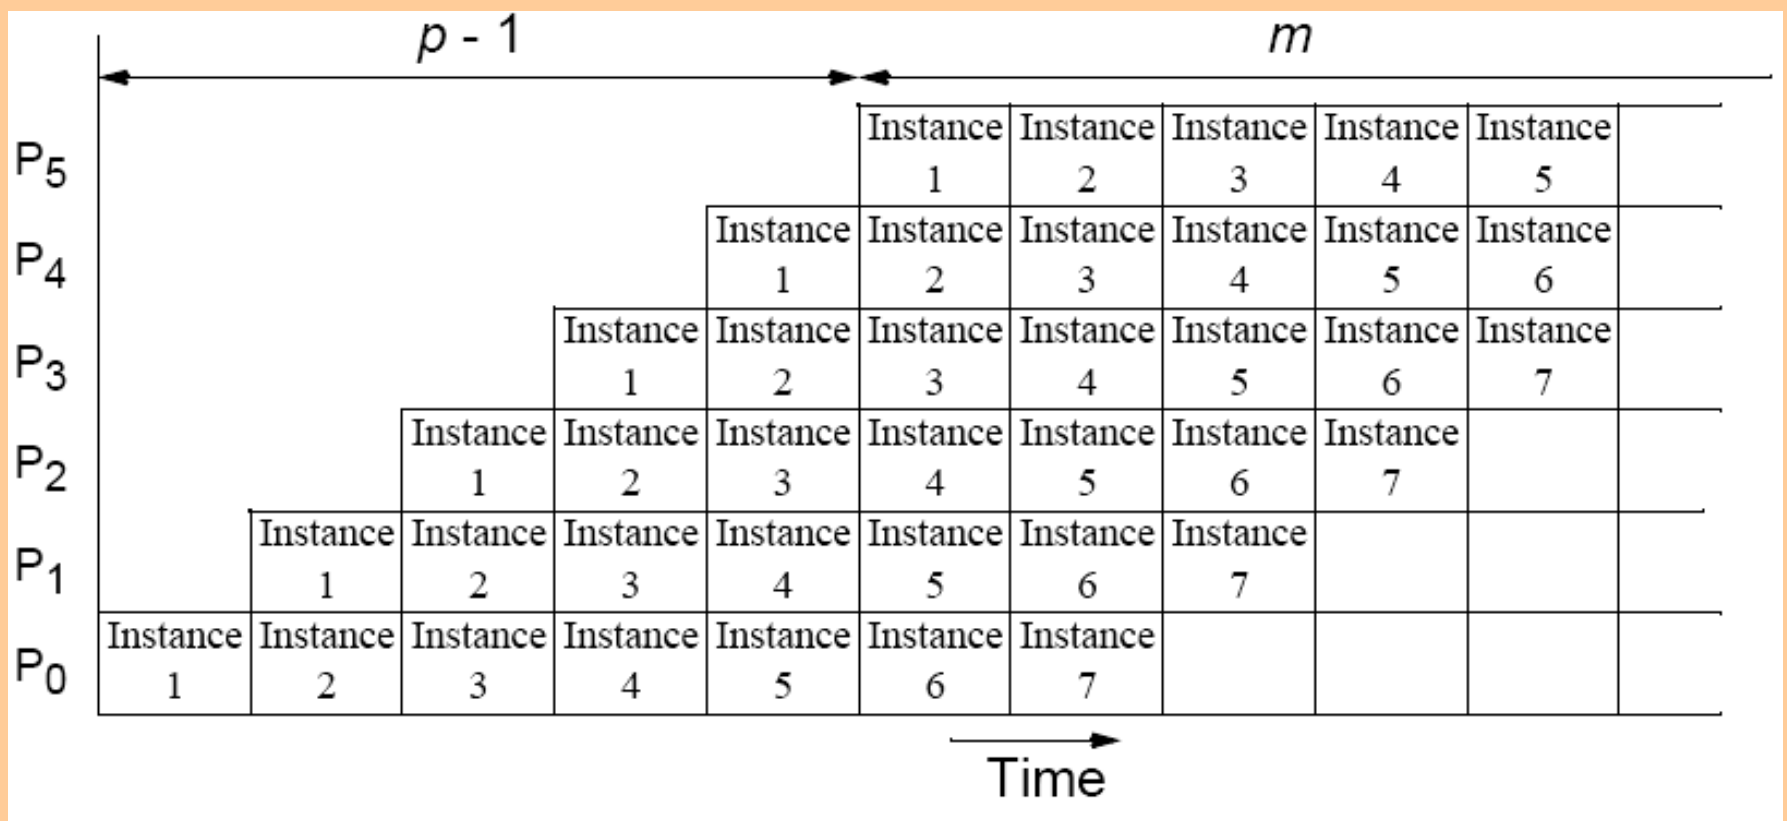 p - 1 m
P5 Instance Instance Instance Instance Instance
1 2 3 4 5
P4 Instance Instance Instance Instance Instance Instance
1 2 3 4 5 6
P3 Instance Instance Instance Instance Instance Instance Instance
1 2 3 4 5 6 7
P2 Instance Instance Instance Instance Instance Instance Instance
1 2 3 4 5 6 7
P1 Instance Instance Instance Instance Instance Instance Instance
1 2 3 4 5 6 7
P0 Instance Instance Instance Instance Instance Instance Instance
1 2 3 4 5 6 7
Time